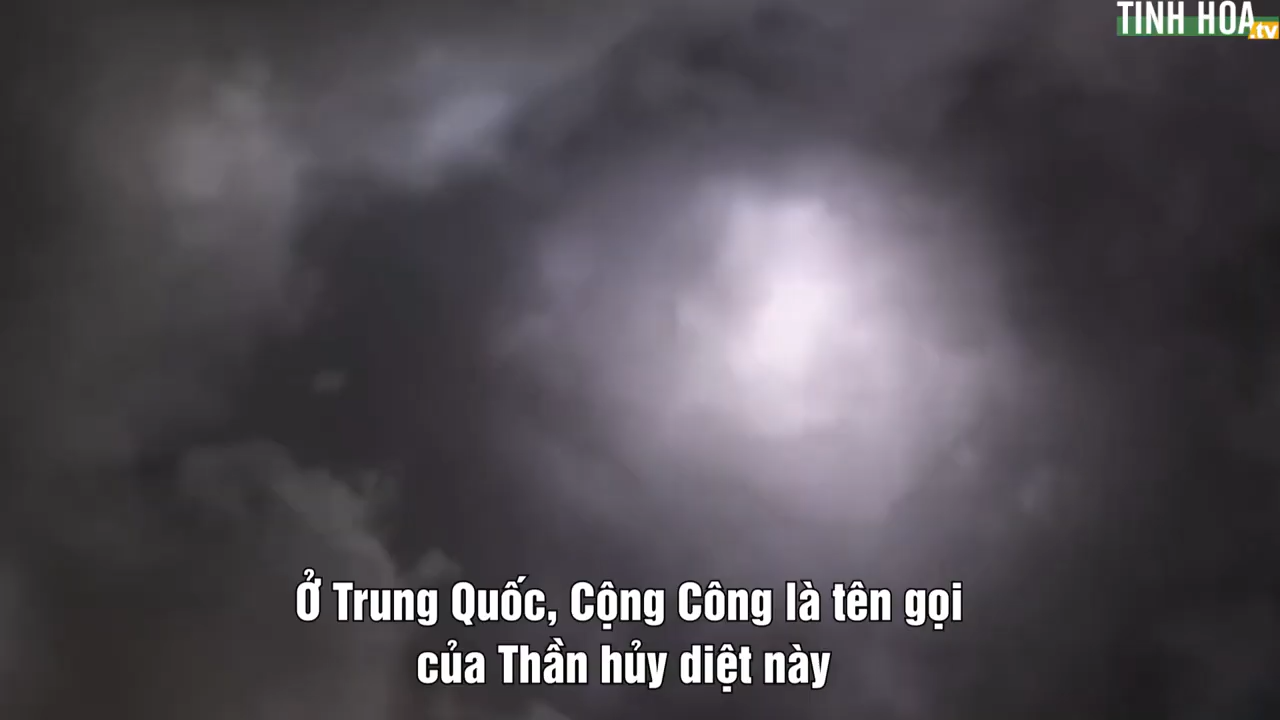 TINH HOA
.tv
Ở Trung Quốc, Cộng Công là tên gọi
của Thần hủy diệt này